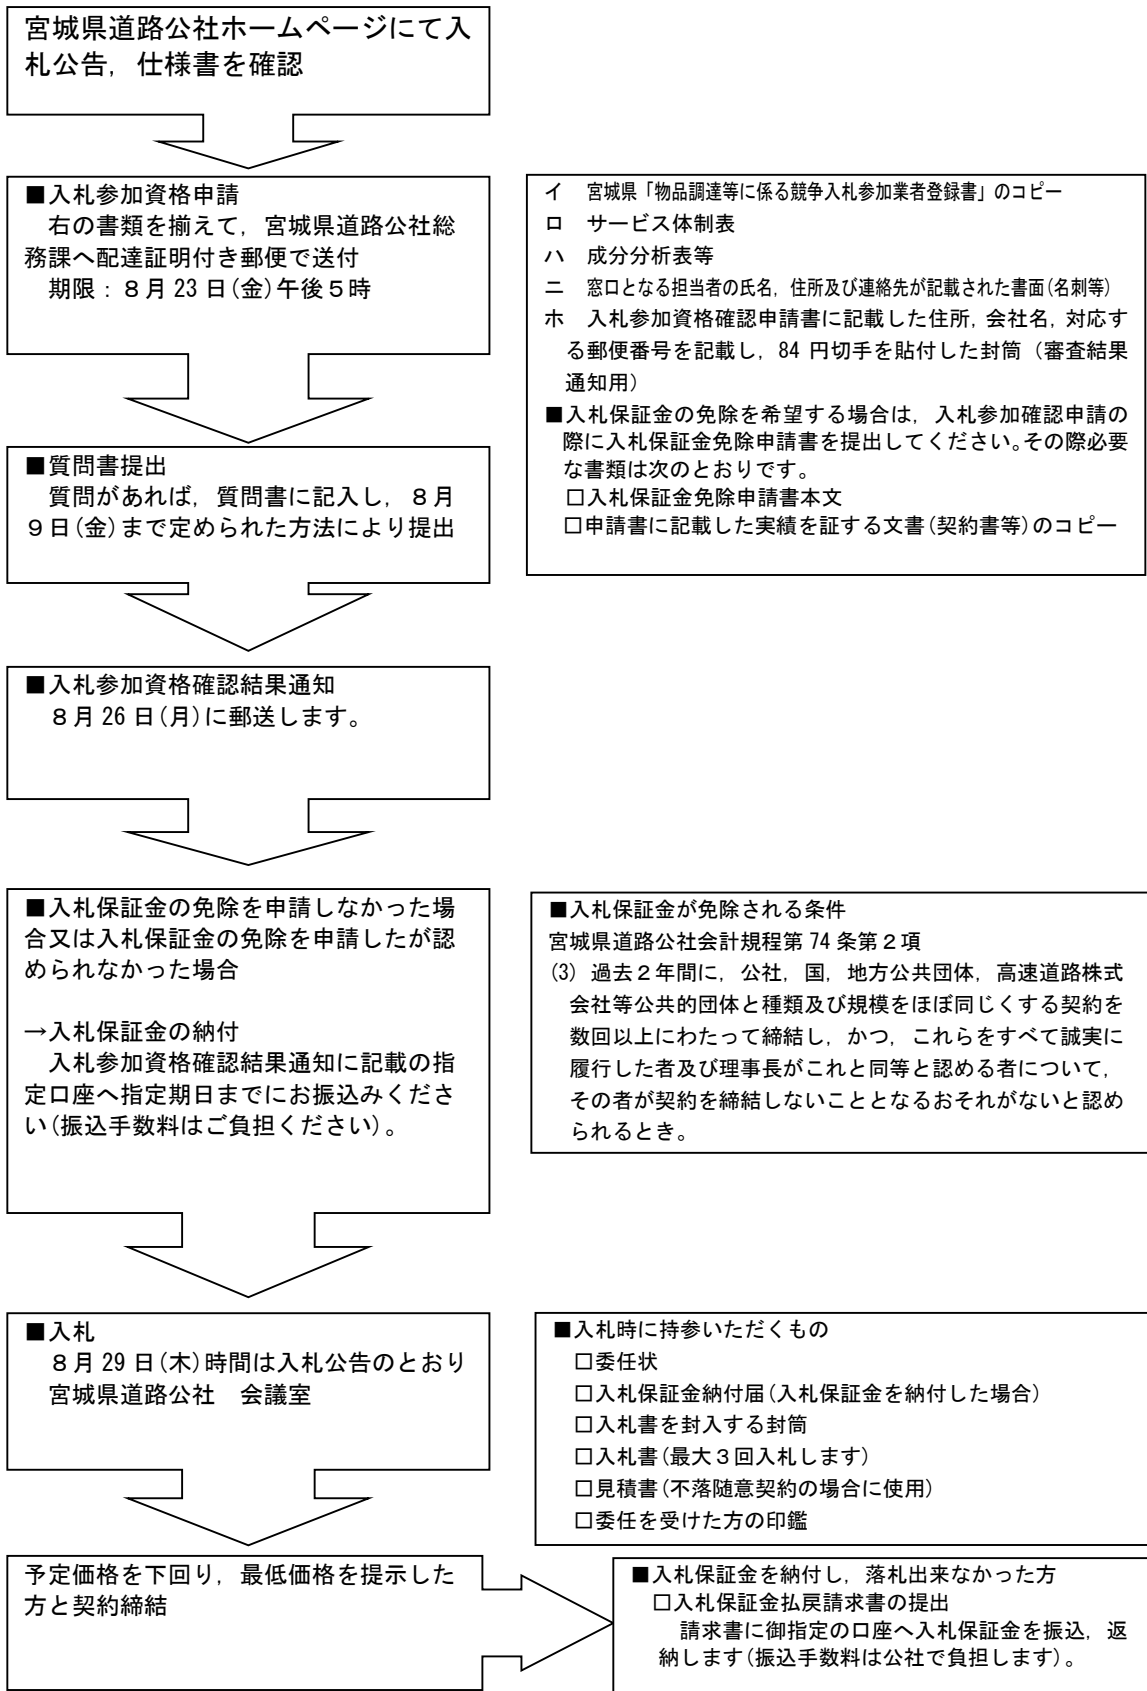 宮城県道路公社ホームページにて入
札公告，仕様書を確認
■入札参加資格申請
右の書類を揃えて，宮城県道路公社総
務課へ配達証明付き郵便で送付
期限：８月23日(金)午後５時
イ　宮城県「物品調達等に係る競争入札参加業者登録書」のコピー
ロ　サービス体制表
ハ　成分分析表等
ニ　窓口となる担当者の氏名，住所及び連絡先が記載された書面(名刺等)
ホ　入札参加資格確認申請書に記載した住所，会社名，対応す
る郵便番号を記載し，84円切手を貼付した封筒（審査結果
通知用）
■入札保証金の免除を希望する場合は，入札参加確認申請の
際に入札保証金免除申請書を提出してください。その際必要
な書類は次のとおりです。
□入札保証金免除申請書本文
□申請書に記載した実績を証する文書(契約書等)のコピー
■質問書提出
質問があれば，質問書に記入し，８月
９日(金)まで定められた方法により提出
■入札参加資格確認結果通知
８月26日(月)に郵送します。
■入札保証金の免除を申請しなかった場
合又は入札保証金の免除を申請したが認
められなかった場合
→入札保証金の納付
入札参加資格確認結果通知に記載の指
定口座へ指定期日までにお振込みくださ
い(振込手数料はご負担ください)。
■入札保証金が免除される条件
宮城県道路公社会計規程第74条第２項
(3) 過去２年間に，公社，国，地方公共団体，高速道路株式
会社等公共的団体と種類及び規模をほぼ同じくする契約を
数回以上にわたって締結し，かつ，これらをすべて誠実に
履行した者及び理事長がこれと同等と認める者について，
その者が契約を締結しないこととなるおそれがないと認め
られるとき。
■入札
８月29日(木)時間は入札公告のとおり
宮城県道路公社　会議室
■入札時に持参いただくもの
□委任状
□入札保証金納付届(入札保証金を納付した場合)
□入札書を封入する封筒
□入札書(最大３回入札します)
□見積書(不落随意契約の場合に使用)
□委任を受けた方の印鑑
予定価格を下回り，最低価格を提示した
方と契約締結
■入札保証金を納付し，落札出来なかった方
□入札保証金払戻請求書の提出
請求書に御指定の口座へ入札保証金を振込，返
納します(振込手数料は公社で負担します)。